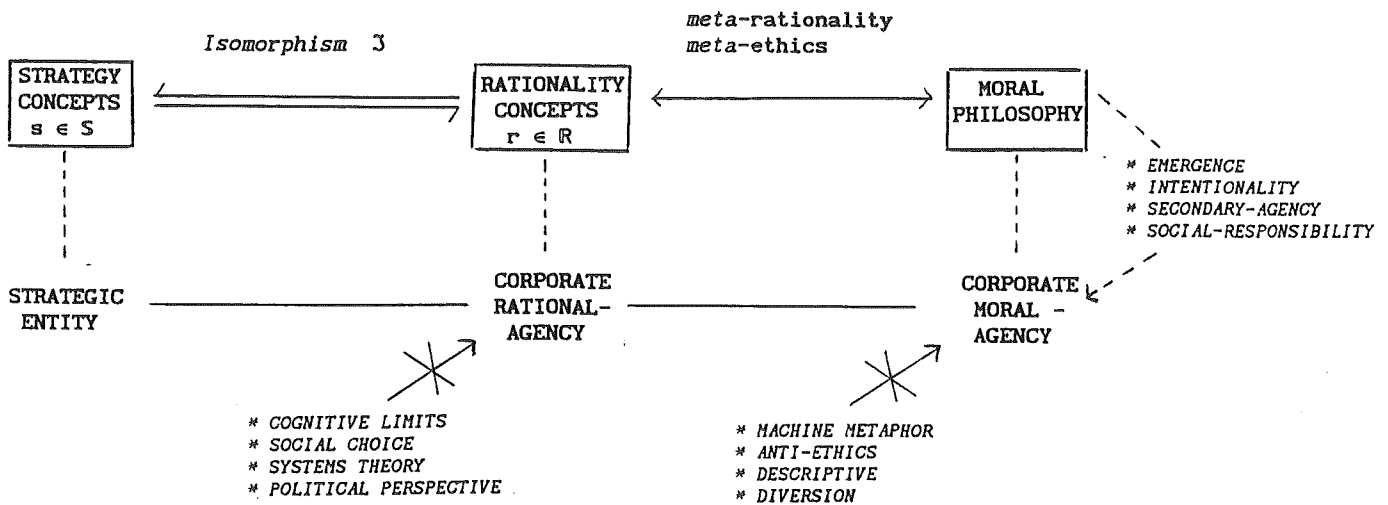 Isomorphism ℑ
meta-rationality
meta-ethics
STRATEGY
CONCEPTS
s ∈ S
RATIONALITY
CONCEPTS
r ∈ ℝ
MORAL
PHILOSOPHY
* EMERGENCE
* INTENTIONALITY
* SECONDARY-AGENCY
* SOCIAL-RESPONSIBILITY
STRATEGIC
ENTITY
CORPORATE
RATIONAL-
AGENCY
CORPORATE
MORAL -
AGENCY
* COGNITIVE LIMITS
* SOCIAL CHOICE
* SYSTEMS THEORY
* POLITICAL PERSPECTIVE
* MACHINE METAPHOR
* ANTI-ETHICS
* DESCRIPTIVE
* DIVERSION